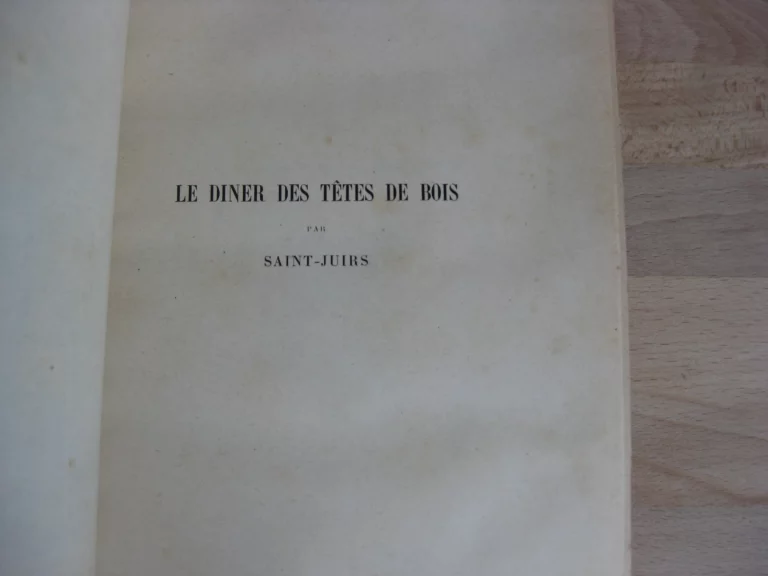 LE DINER DES TÊTES DE BOIS
PAR
SAINT-JUIRS